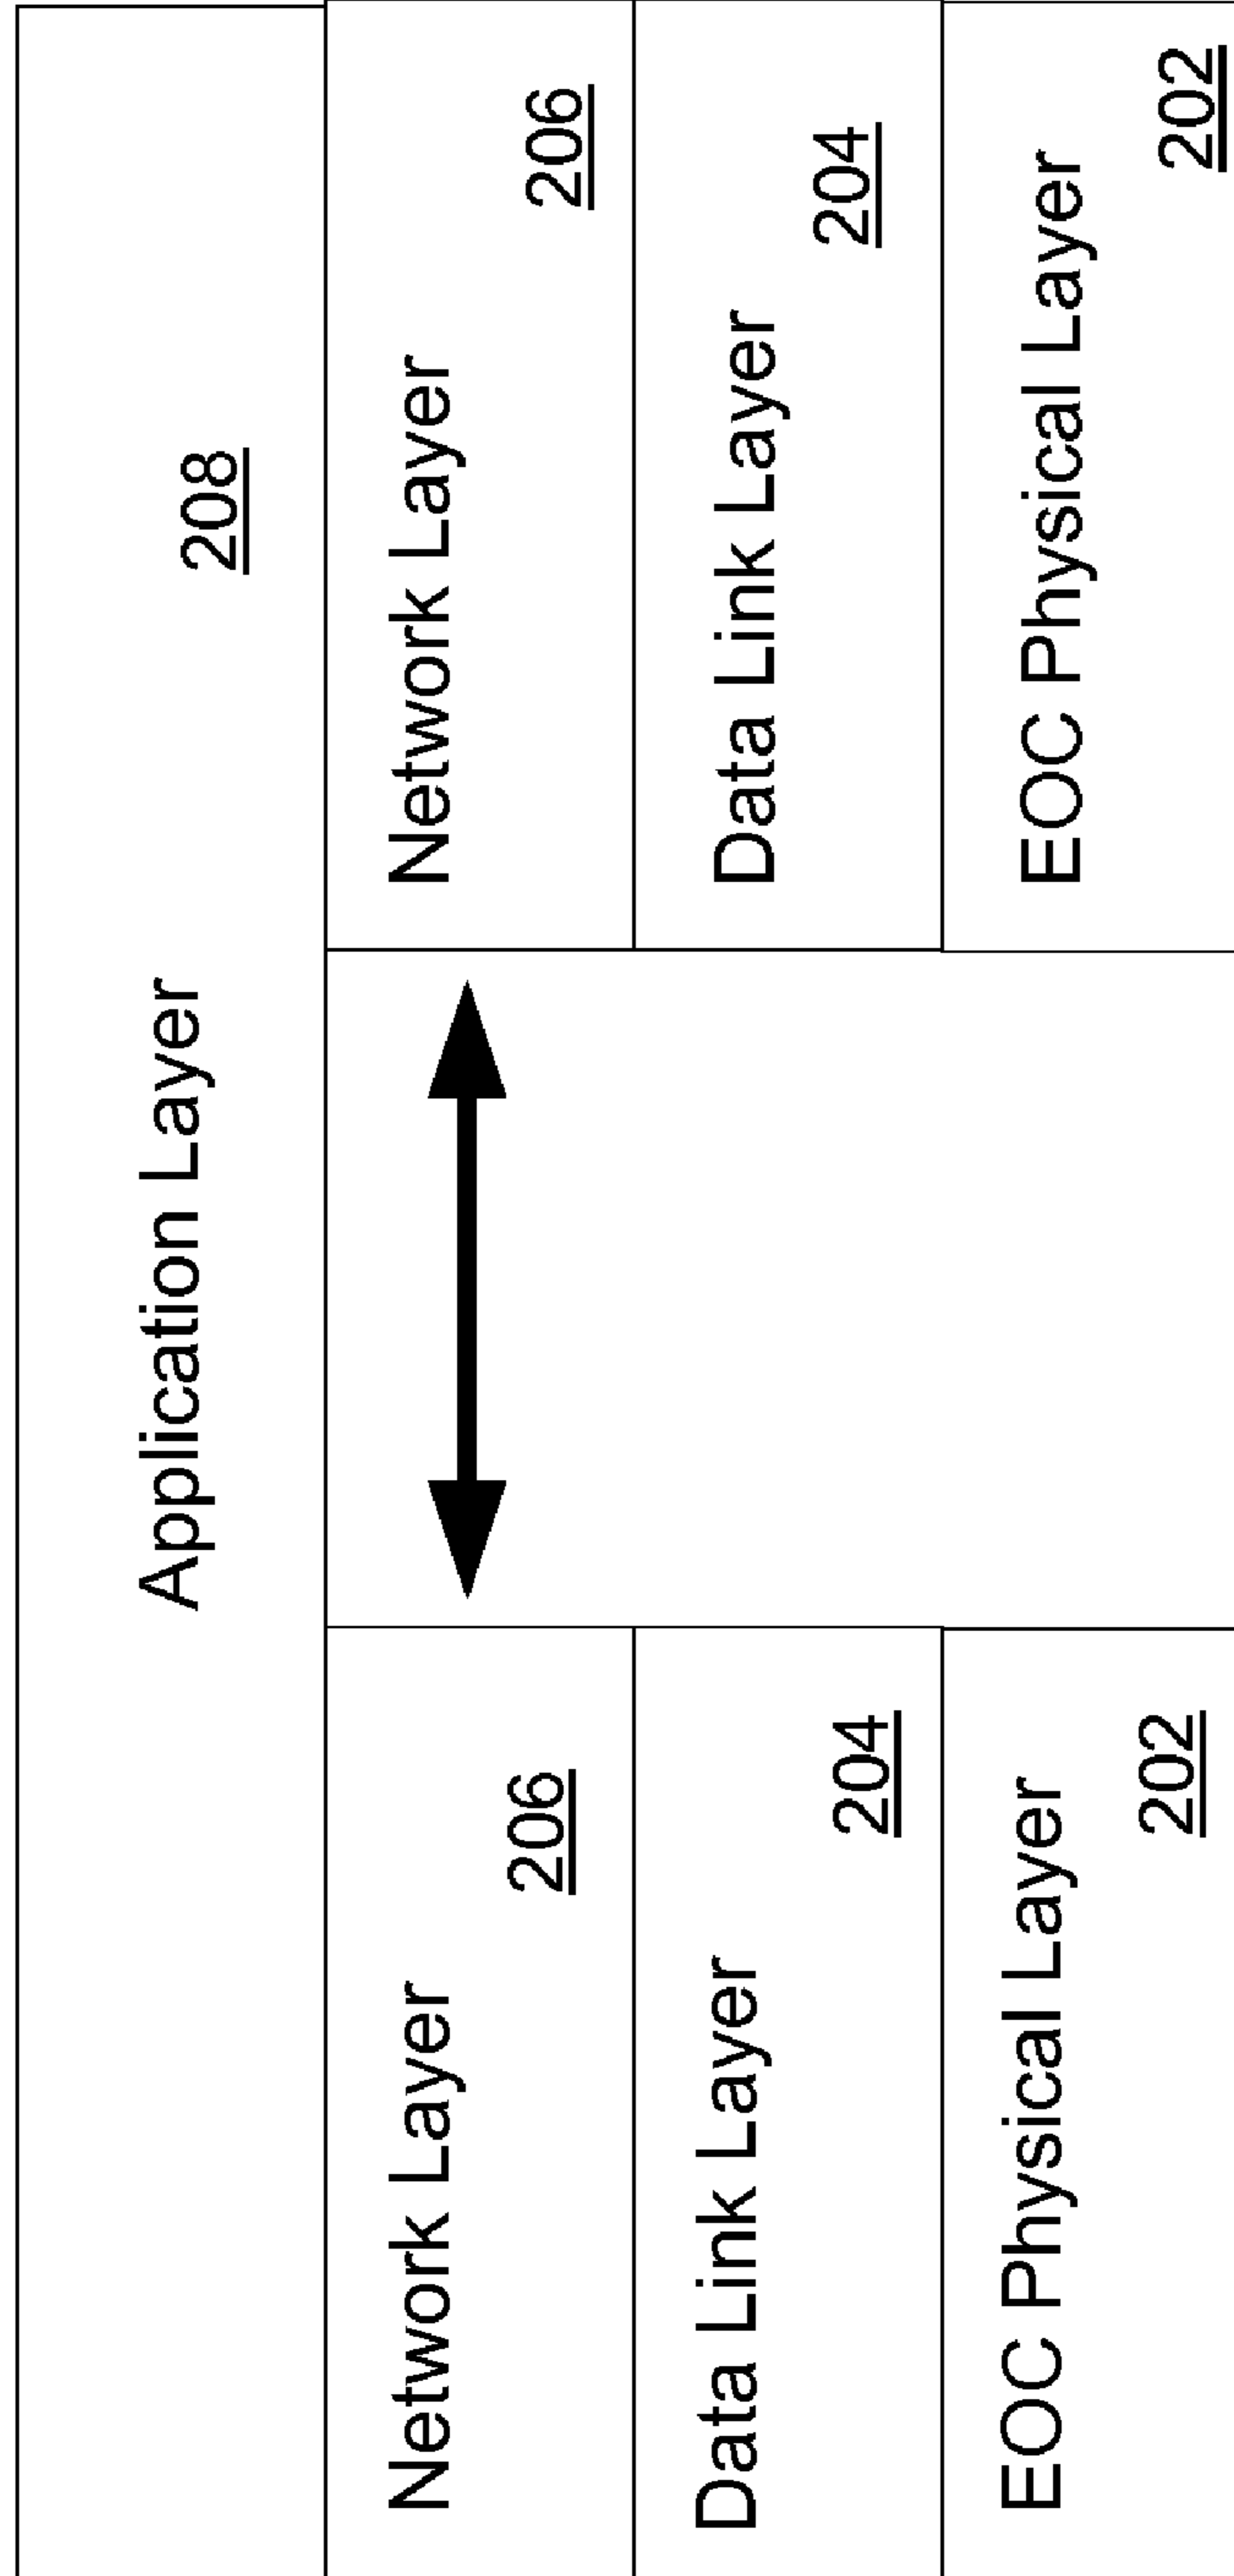 Application Layer
208
Network Layer
206
Network Layer
206
Data Link Layer
204
Data Link Layer
204
EOC Physical Layer
202
EOC Physical Layer
202